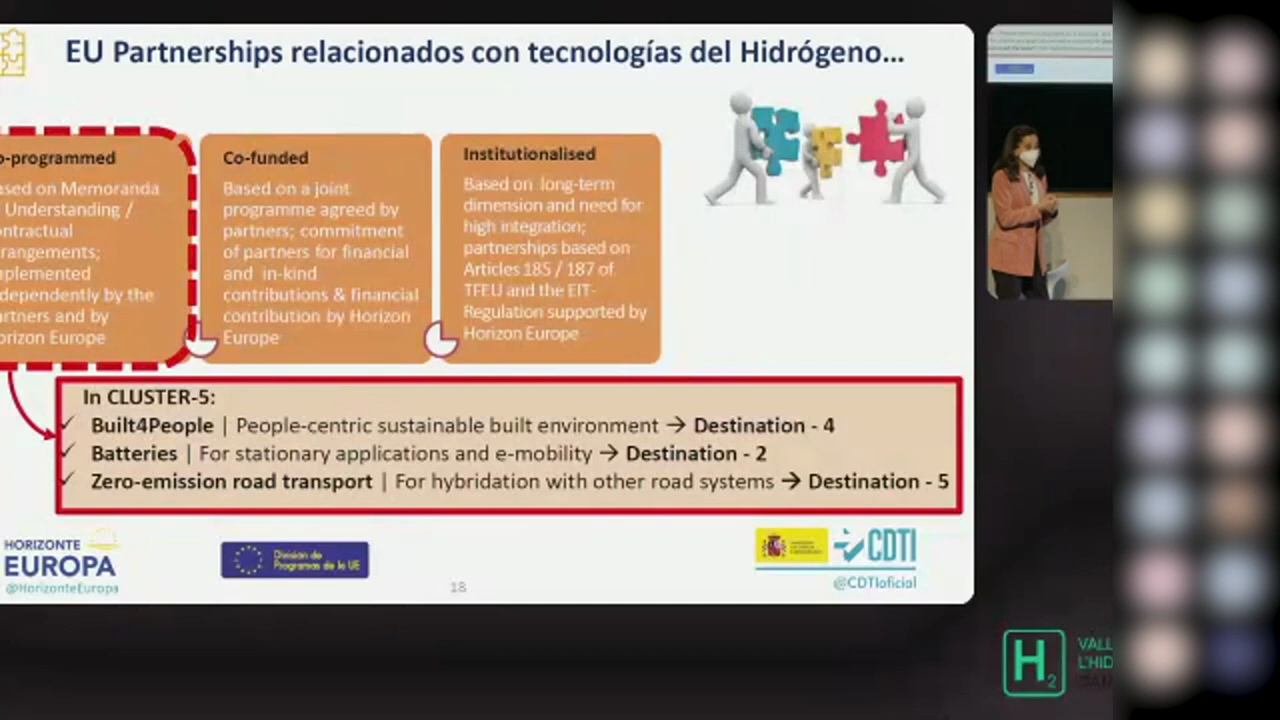 EU Partnerships relacionados con tecnologías del Hidrógeno...
o-programmed
ased on Memoranda
Understanding /
ontractual
rangements;
nplemented
dependently by the
artners and by
orizon Europe
Co-funded
Based on a joint
programme agreed by
partners; commitment
of partners for financial
and in-kind
contributions & financial
contribution by Horizon
Europe
Institutionalised
Based on long-term
dimension and need for
high integration;
partnerships based on
Articles 185 / 187 of
TFEU and the EIT-
Regulation supported by
Horizon Europe
In CLUSTER-5:
✓ Built4People | People-centric sustainable built environment → Destination - 4
✓ Batteries | For stationary applications and e-mobility → Destination - 2
✓ Zero-emission road transport | For hybridation with other road systems → Destination - 5
HORIZONTE
EUROPA
@HorizonteEuropa
División de
Programas de la UE
18
CDTI
@CDTIoficial
H2
VALL
L'HID